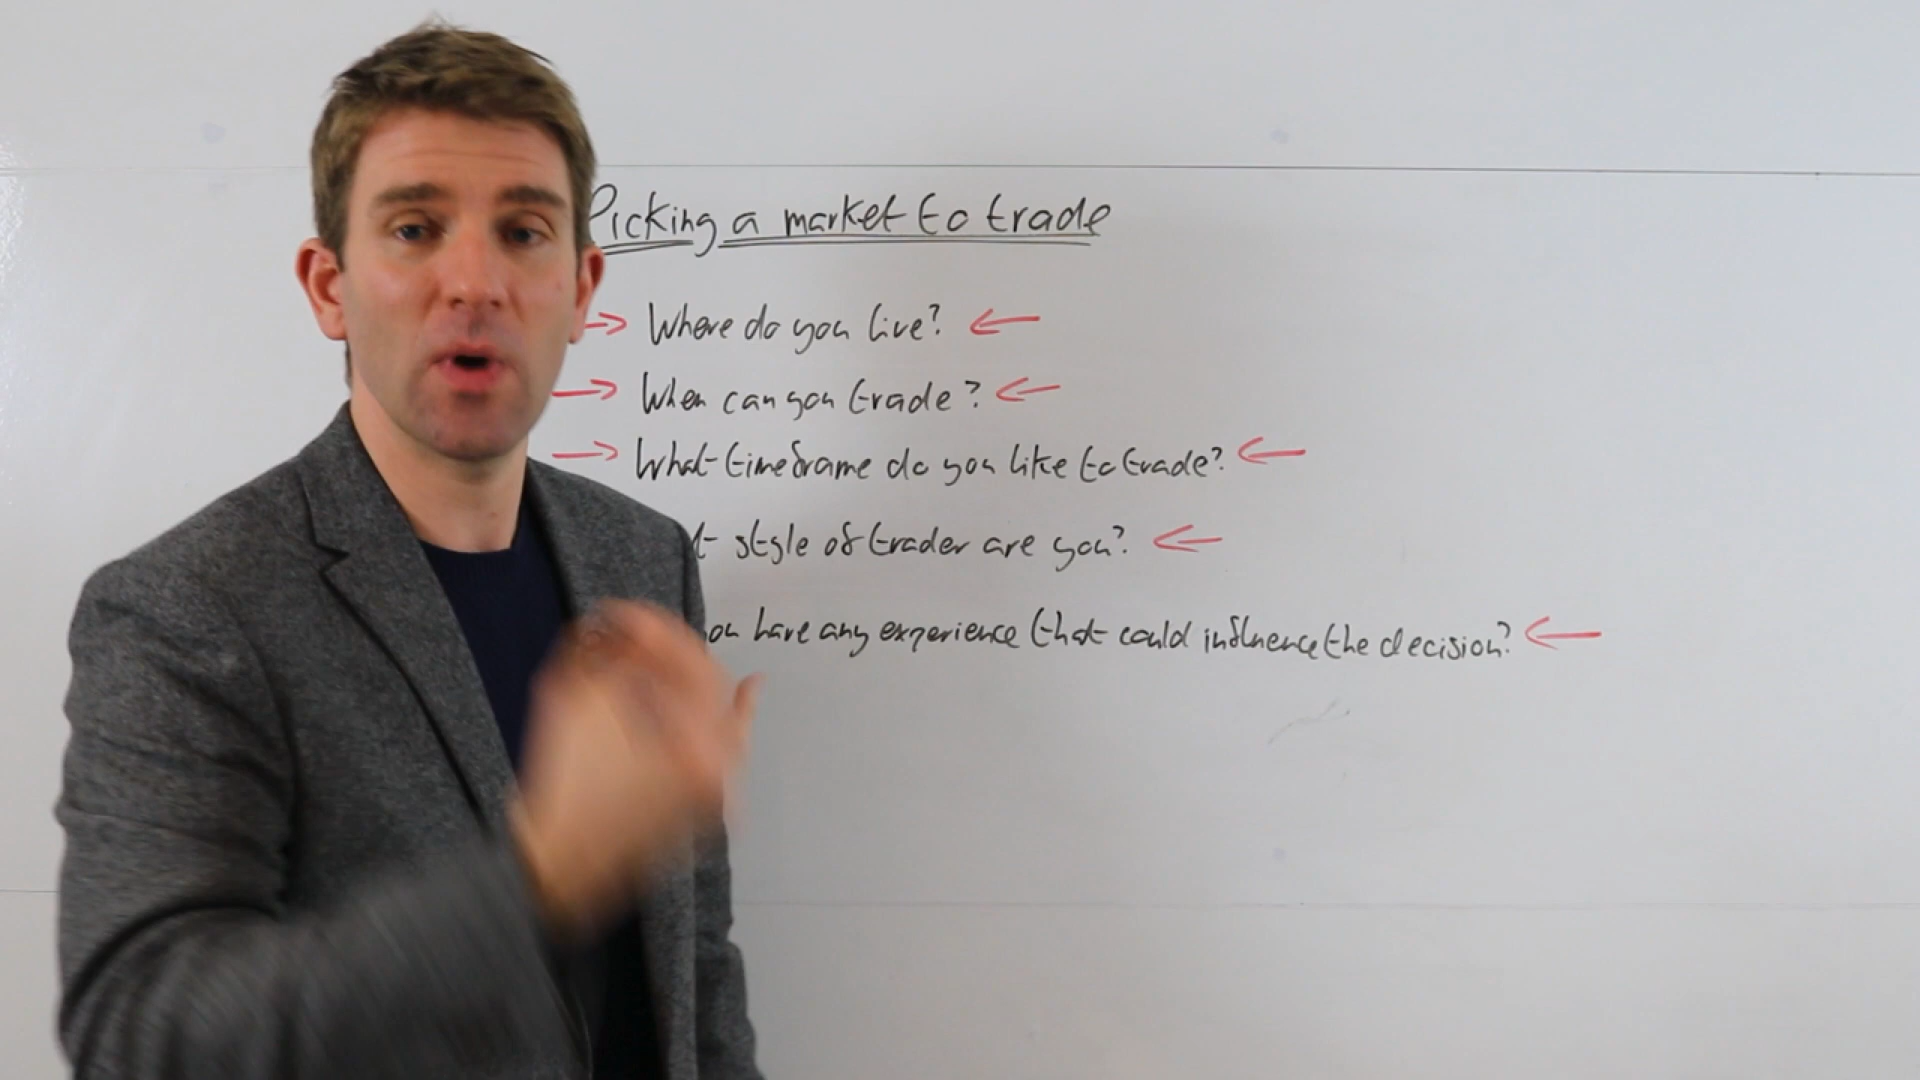 Picking a market to trade
Where do you live?
When can you trade?
What timeframe do you like to trade?
style of trader are you?
have any experience that could influence the decision?